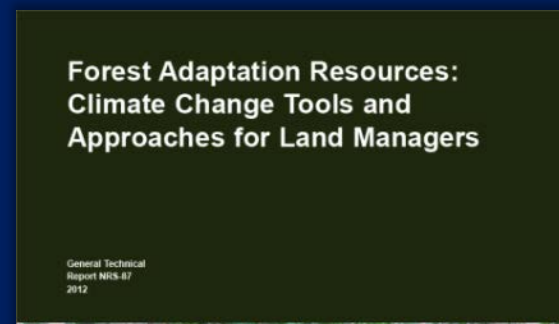 Forest Adaptation Resources:
Climate Change Tools and
Approaches for Land Managers
General Technical
Report NRS-87
2012